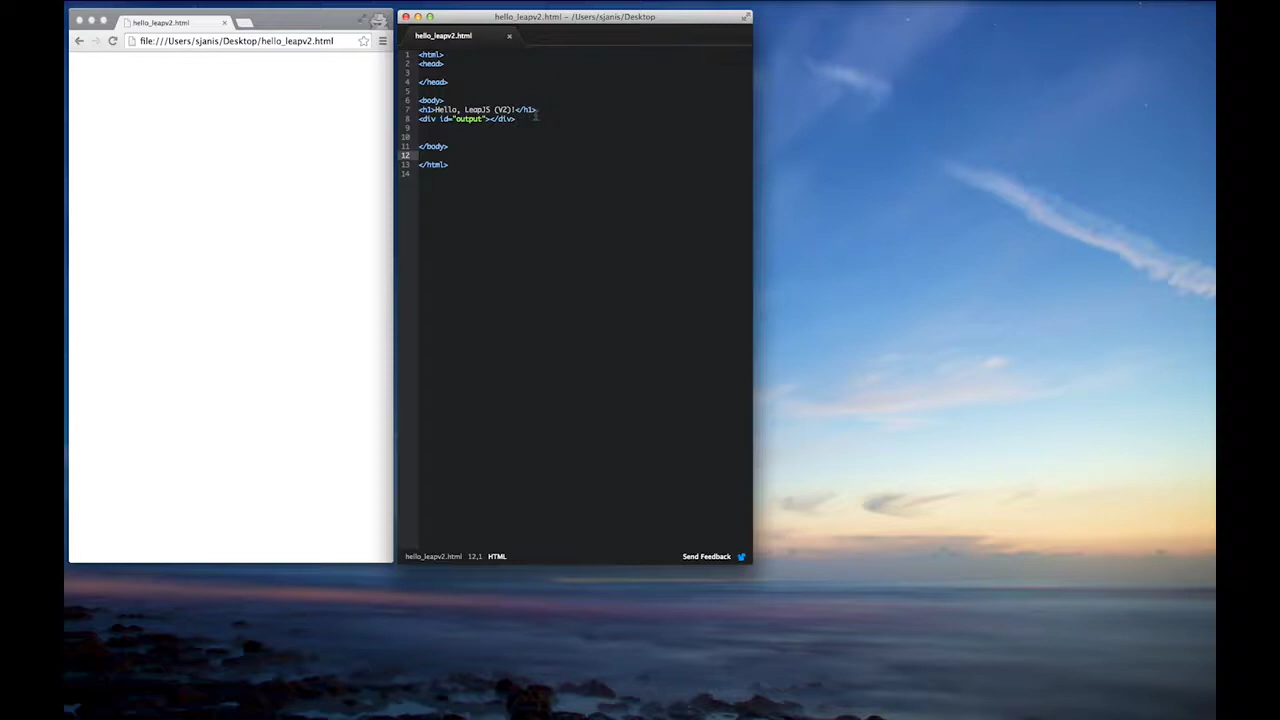 hello_leapv2.html
file:///Users/sjanis/Desktop/hello_leapv2.html
hello_leapv2.html – /Users/sjanis/Desktop
hello_leapv2.html
1 <html>
2 <head>
3
4 </head>
5
6 <body>
7 <h1>Hello, LeapJS (V2)!</h1>
8 <div id="output"></div>
9
10
11 </body>
12
13 </html>
14
hello_leapv2.html 12,1 HTML Send Feedback